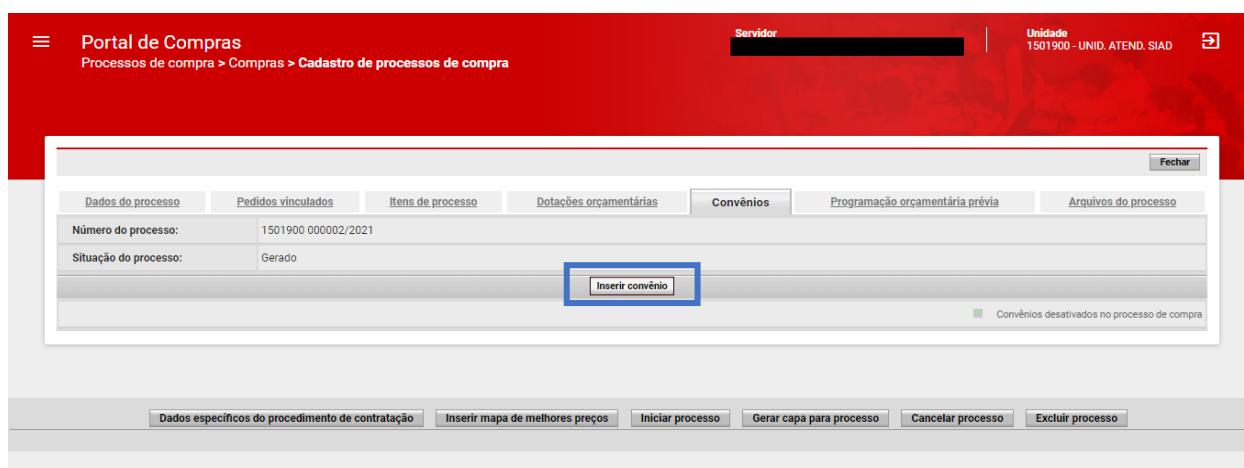 Portal de Compras
Processos de compra > Compras > Cadastro de processos de compra
Servidor
Unidade
1501900 - UNID. ATEND. SIAD
Fechar
Dados do processo Pedidos vinculados Itens de processo Dotações orçamentárias Convênios Programação orçamentária prévia Arquivos do processo
Número do processo: 1501900 000002/2021
Situação do processo: Gerado
Inserir convênio
Convênios desativados no processo de compra
Dados específicos do procedimento de contratação Inserir mapa de melhores preços Iniciar processo Gerar capa para processo Cancelar processo Excluir processo